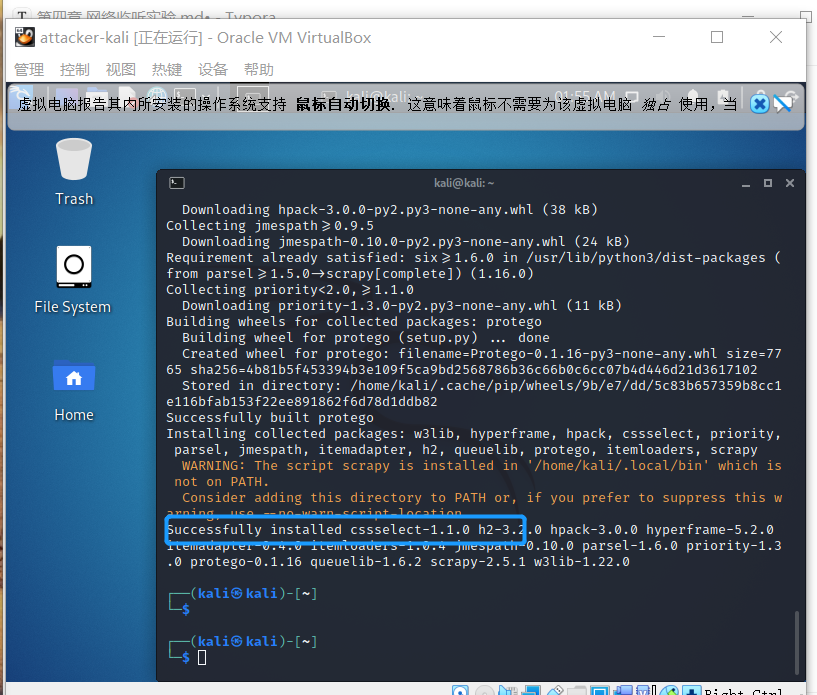 第四章 网络监听实验.md• - Typora
attacker-kali [正在运行] - Oracle VM VirtualBox
管理 控制 视图 热键 设备 帮助
虚拟电脑报告其内所安装的操作系统支持 鼠标自动切换. 这意味着鼠标不需要为该虚拟电脑 独占 使用，当
Trash
File System
Home
kali@kali: ~
Downloading hpack-3.0.0-py2.py3-none-any.whl (38 kB)
Collecting jmespath≥0.9.5
Downloading jmespath-0.10.0-py2.py3-none-any.whl (24 kB)
Requirement already satisfied: six≥1.6.0 in /usr/lib/python3/dist-packages (
from parsel≥1.5.0→scrapy[complete]) (1.16.0)
Collecting priority<2.0,≥1.1.0
Downloading priority-1.3.0-py2.py3-none-any.whl (11 kB)
Building wheels for collected packages: protego
Building wheel for protego (setup.py) ... done
Created wheel for protego: filename=Protego-0.1.16-py3-none-any.whl size=77
65 sha256=4b81b5f453394b3e109f5ca9bd2568786b36c66b0c6cc07b4d446d21d3617102
Stored in directory: /home/kali/.cache/pip/wheels/9b/e7/dd/5c83b657359b8cc1
e116bfab153f22ee891862f6d78d1ddb82
Successfully built protego
Installing collected packages: w3lib, hyperframe, hpack, cssselect, priority,
parsel, jmespath, itemadapter, h2, queuelib, protego, itemloaders, scrapy
WARNING: The script scrapy is installed in '/home/kali/.local/bin' which is
not on PATH.
Consider adding this directory to PATH or, if you prefer to suppress this w
arning, use --no-warn-script-location.
Successfully installed cssselect-1.1.0 h2-3.2.0 hpack-3.0.0 hyperframe-5.2.0
itemadapter-0.4.0 itemloaders-1.0.4 jmespath-0.10.0 parsel-1.6.0 priority-1.3
.0 protego-0.1.16 queuelib-1.6.2 scrapy-2.5.1 w3lib-1.22.0
┌──(kali㉿kali)-[~]
└─$
┌──(kali㉿kali)-[~]
└─$
Right Ctrl